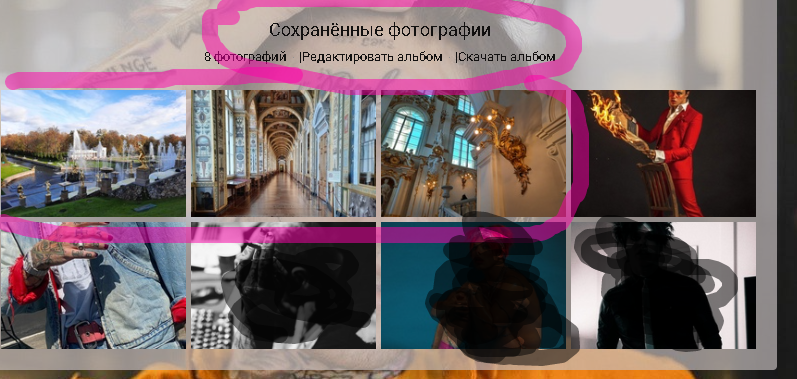 Сохранённые фотографии
8 фотографий |Редактировать альбом |Скачать альбом